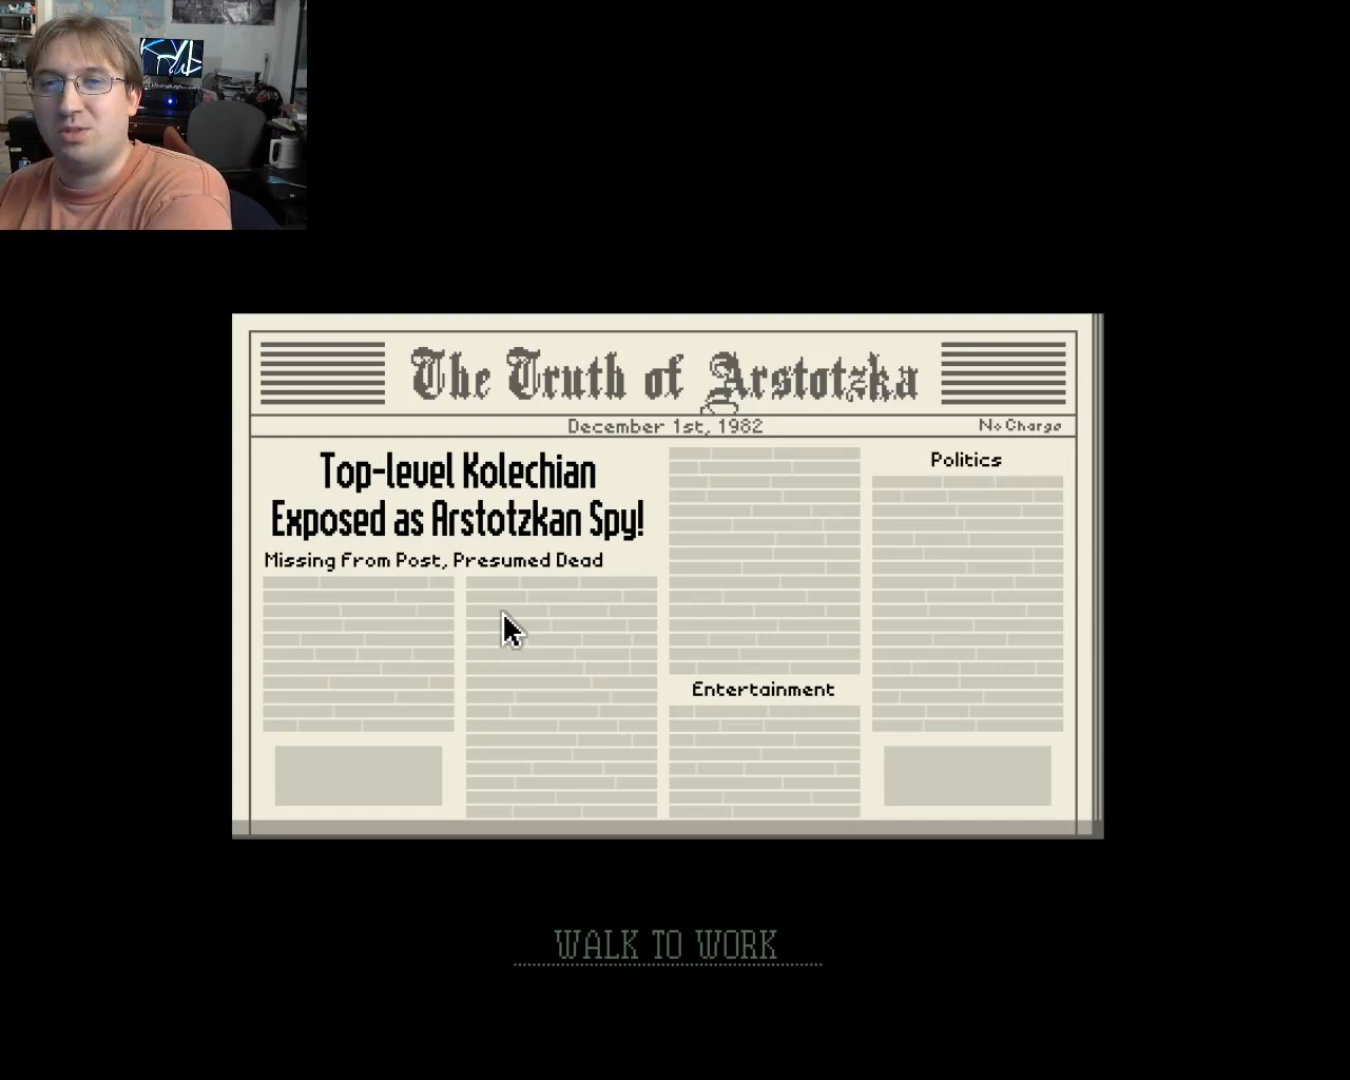 The Truth of Arstotzka
December 1st, 1982
No Charge
Top-level Kolechian
Exposed as Arstotzkan Spy!
Missing From Post, Presumed Dead
Entertainment
Politics
WALK TO WORK